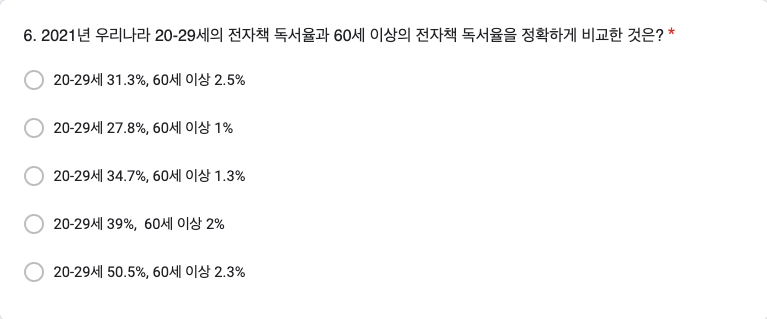 6. 2021년 우리나라 20-29세의 전자책 독서율과 60세 이상의 전자책 독서율을 정확하게 비교한 것은? *
20-29세 31.3%, 60세 이상 2.5%
20-29세 27.8%, 60세 이상 1%
20-29세 34.7%, 60세 이상 1.3%
20-29세 39%, 60세 이상 2%
20-29세 50.5%, 60세 이상 2.3%